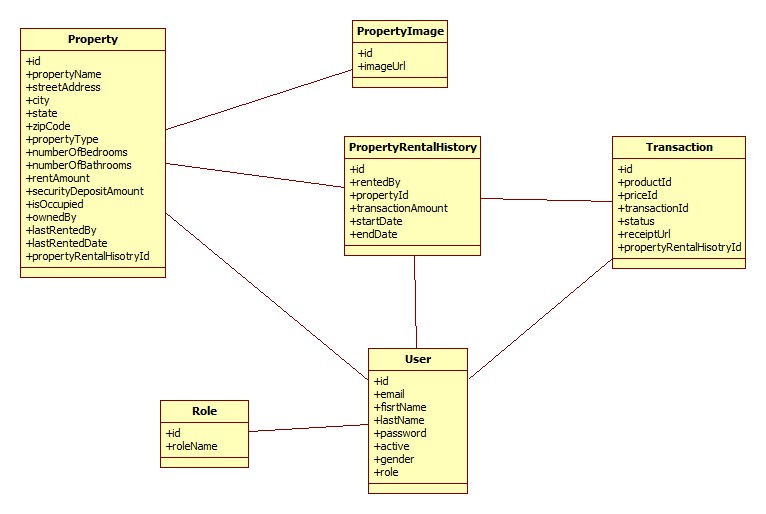 Property
+id
+propertyName
+streetAddress
+city
+state
+zipCode
+propertyType
+numberOfBedrooms
+numberOfBathrooms
+rentAmount
+securityDepositAmount
+isOccupied
+ownedBy
+lastRentedBy
+lastRentedDate
+propertyRentalHisotryId
PropertyImage
+id
+imageUrl
PropertyRentalHistory
+id
+rentedBy
+propertyId
+transactionAmount
+startDate
+endDate
Transaction
+id
+productId
+priceId
+transactionId
+status
+receiptUrl
+propertyRentalHisotryId
User
+id
+email
+fisrtName
+lastName
+password
+active
+gender
+role
Role
+id
+roleName